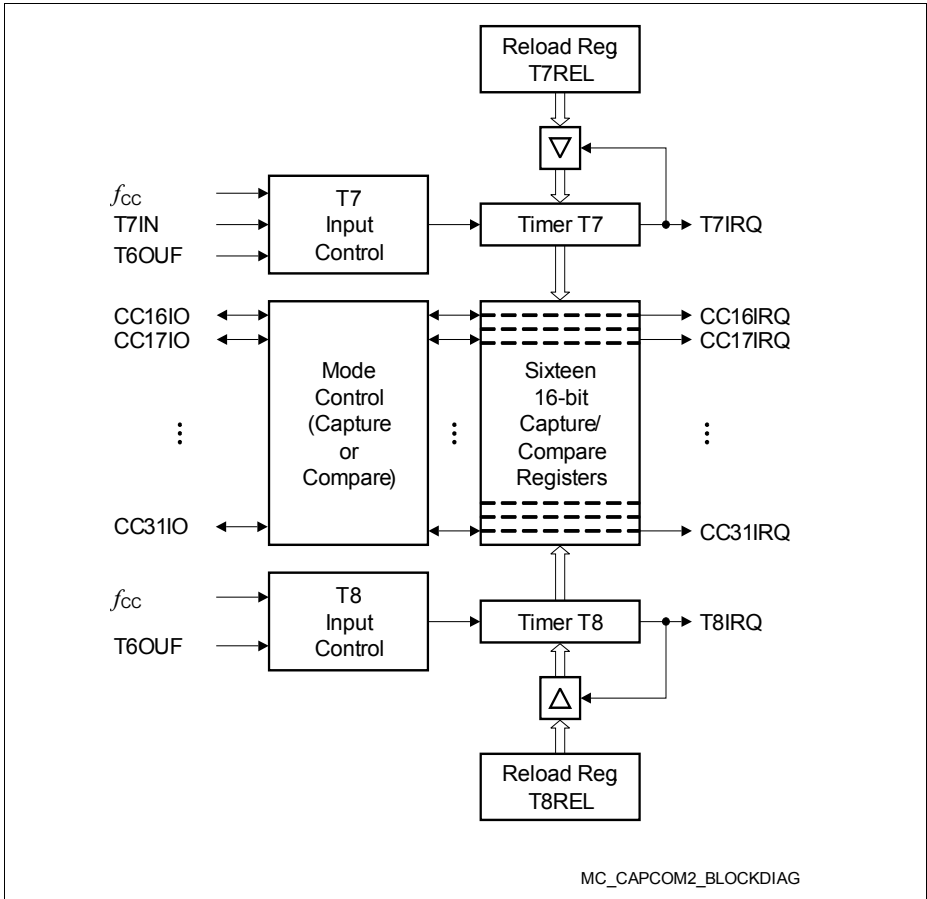 Reload Reg
T7REL
fCC
T7IN
T6OUF
T7
Input
Control
Timer T7
T7IRQ
CC16IO
CC17IO
CC31IO
Mode
Control
(Capture
or
Compare)
Sixteen
16-bit
Capture/
Compare
Registers
CC16IRQ
CC17IRQ
CC31IRQ
fCC
T6OUF
T8
Input
Control
Timer T8
T8IRQ
Reload Reg
T8REL
MC_CAPCOM2_BLOCKDIAG